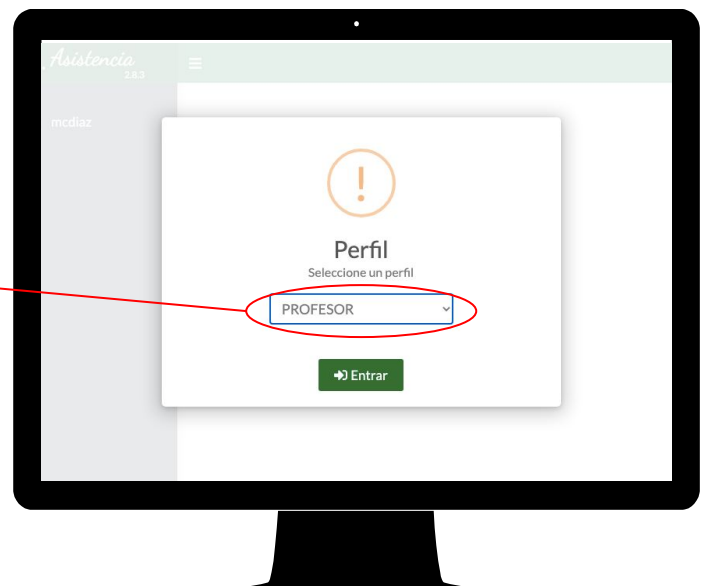 Asistencia
2.8.3
mcdiaz
!
Perfil
Seleccione un perfil
PROFESOR
Entrar